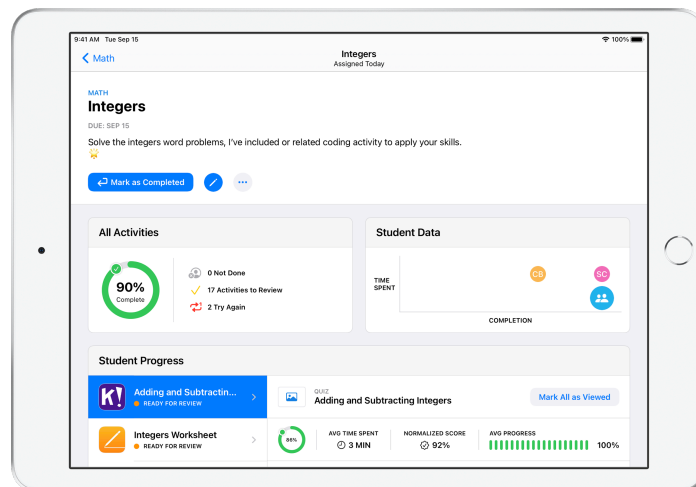 9:41 AM Tue Sep 15
100%
Math
Integers
Assigned Today
MATH
Integers
DUE: SEP 15
Solve the integers word problems, I've included or related coding activity to apply your skills.
Mark as Completed
All Activities
90%
Complete
0 Not Done
17 Activities to Review
2 Try Again
Student Data
TIME
SPENT
CB
SC
COMPLETION
Student Progress
K!
Adding and Subtractin...
READY FOR REVIEW
QUIZ
Adding and Subtracting Integers
Mark All as Viewed
Integers Worksheet
READY FOR REVIEW
86%
AVG TIME SPENT
3 MIN
NORMALIZED SCORE
92%
AVG PROGRESS
100%